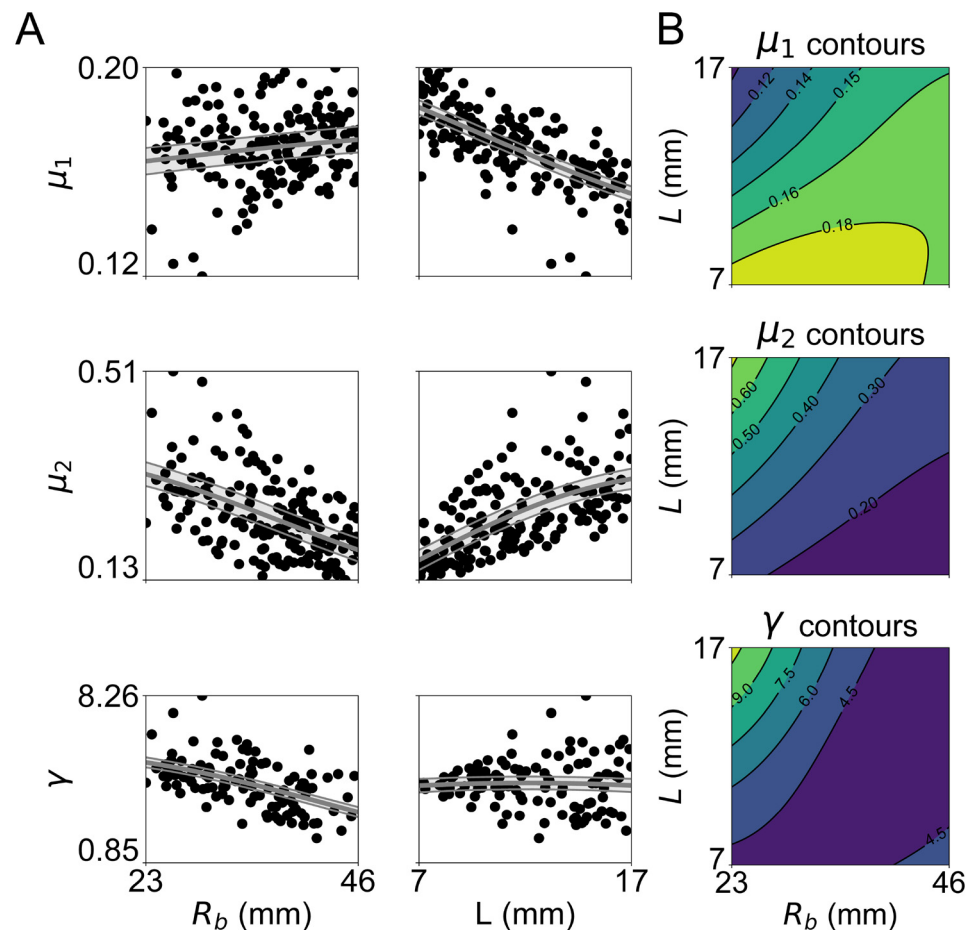 A
B
μ1 contours
0.20
μ1
0.12
17
L (mm)
7
0.12
0.14
0.15
0.16
0.18
μ2 contours
0.51
μ2
0.13
17
L (mm)
7
0.60
0.50
0.40
0.30
0.20
γ contours
8.26
γ
0.85
17
L (mm)
7
9.0
7.5
6.0
4.5
4.5
23 46
7 17
23 46
Rb (mm)
L (mm)
Rb (mm)